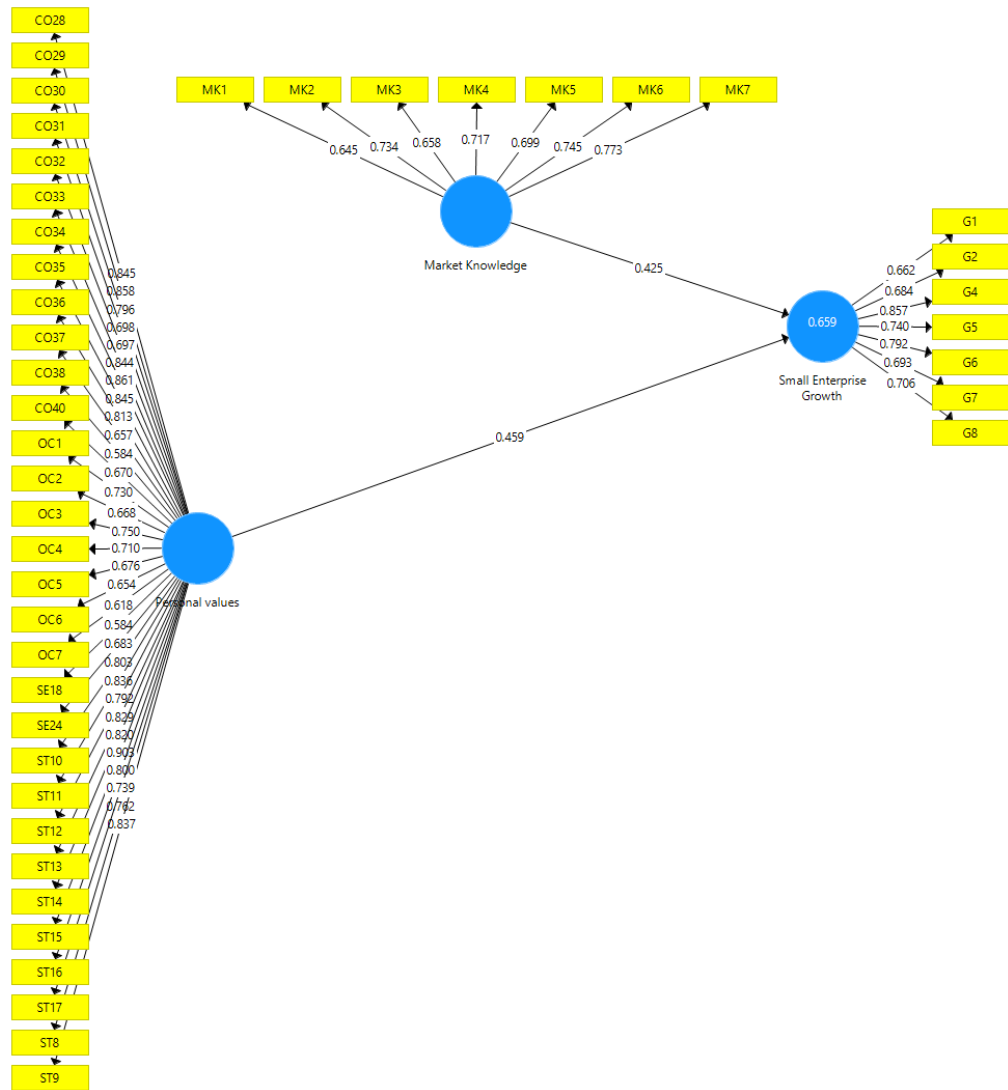 CO28
CO29
CO30
CO31
CO32
CO33
CO34
CO35
CO36
CO37
CO38
CO40
OC1
OC2
OC3
OC4
OC5
OC6
OC7
SE18
SE24
ST10
ST11
ST12
ST13
ST14
ST15
ST16
ST17
ST8
ST9
0.845
0.858
0.796
0.698
0.697
0.844
0.861
0.845
0.813
0.657
0.584
0.670
0.730
0.668
0.750
0.710
0.676
0.654
0.618
0.584
0.683
0.803
0.836
0.792
0.829
0.820
0.903
0.800
0.739
0.762
0.837
Personal values
MK1 MK2 MK3 MK4 MK5 MK6 MK7
0.645 0.734 0.658 0.717 0.699 0.745 0.773
Market Knowledge
0.425
0.459
0.659
Small Enterprise
Growth
0.662
0.684
0.857
0.740
0.792
0.693
0.706
G1
G2
G4
G5
G6
G7
G8